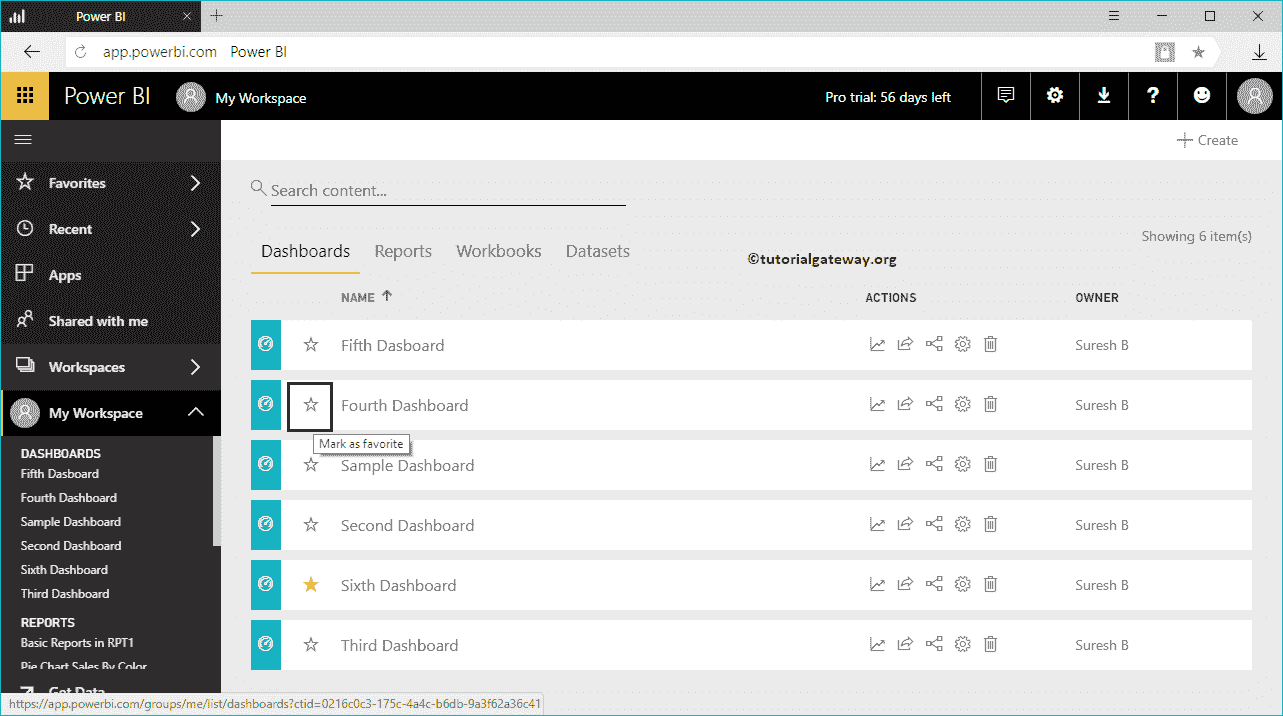 Power BI
app.powerbi.com Power BI
Power BI My Workspace Pro trial: 56 days left
Create
Favorites
Recent
Apps
Shared with me
Workspaces
My Workspace
DASHBOARDS
Fifth Dasboard
Fourth Dashboard
Sample Dashboard
Second Dashboard
Sixth Dashboard
Third Dashboard
REPORTS
Basic Reports in RPT1
Pie Chart Sales By Color
Get Data
Search content...
Showing 6 item(s)
Dashboards Reports Workbooks Datasets
©tutorialgateway.org
NAME ACTIONS OWNER
Fifth Dasboard Suresh B
Fourth Dashboard Suresh B
Mark as favorite
Sample Dashboard Suresh B
Second Dashboard Suresh B
Sixth Dashboard Suresh B
Third Dashboard Suresh B
https://app.powerbi.com/groups/me/list/dashboards?ctid=0216c0c3-175c-4a4c-b6db-9a3f62a36c41